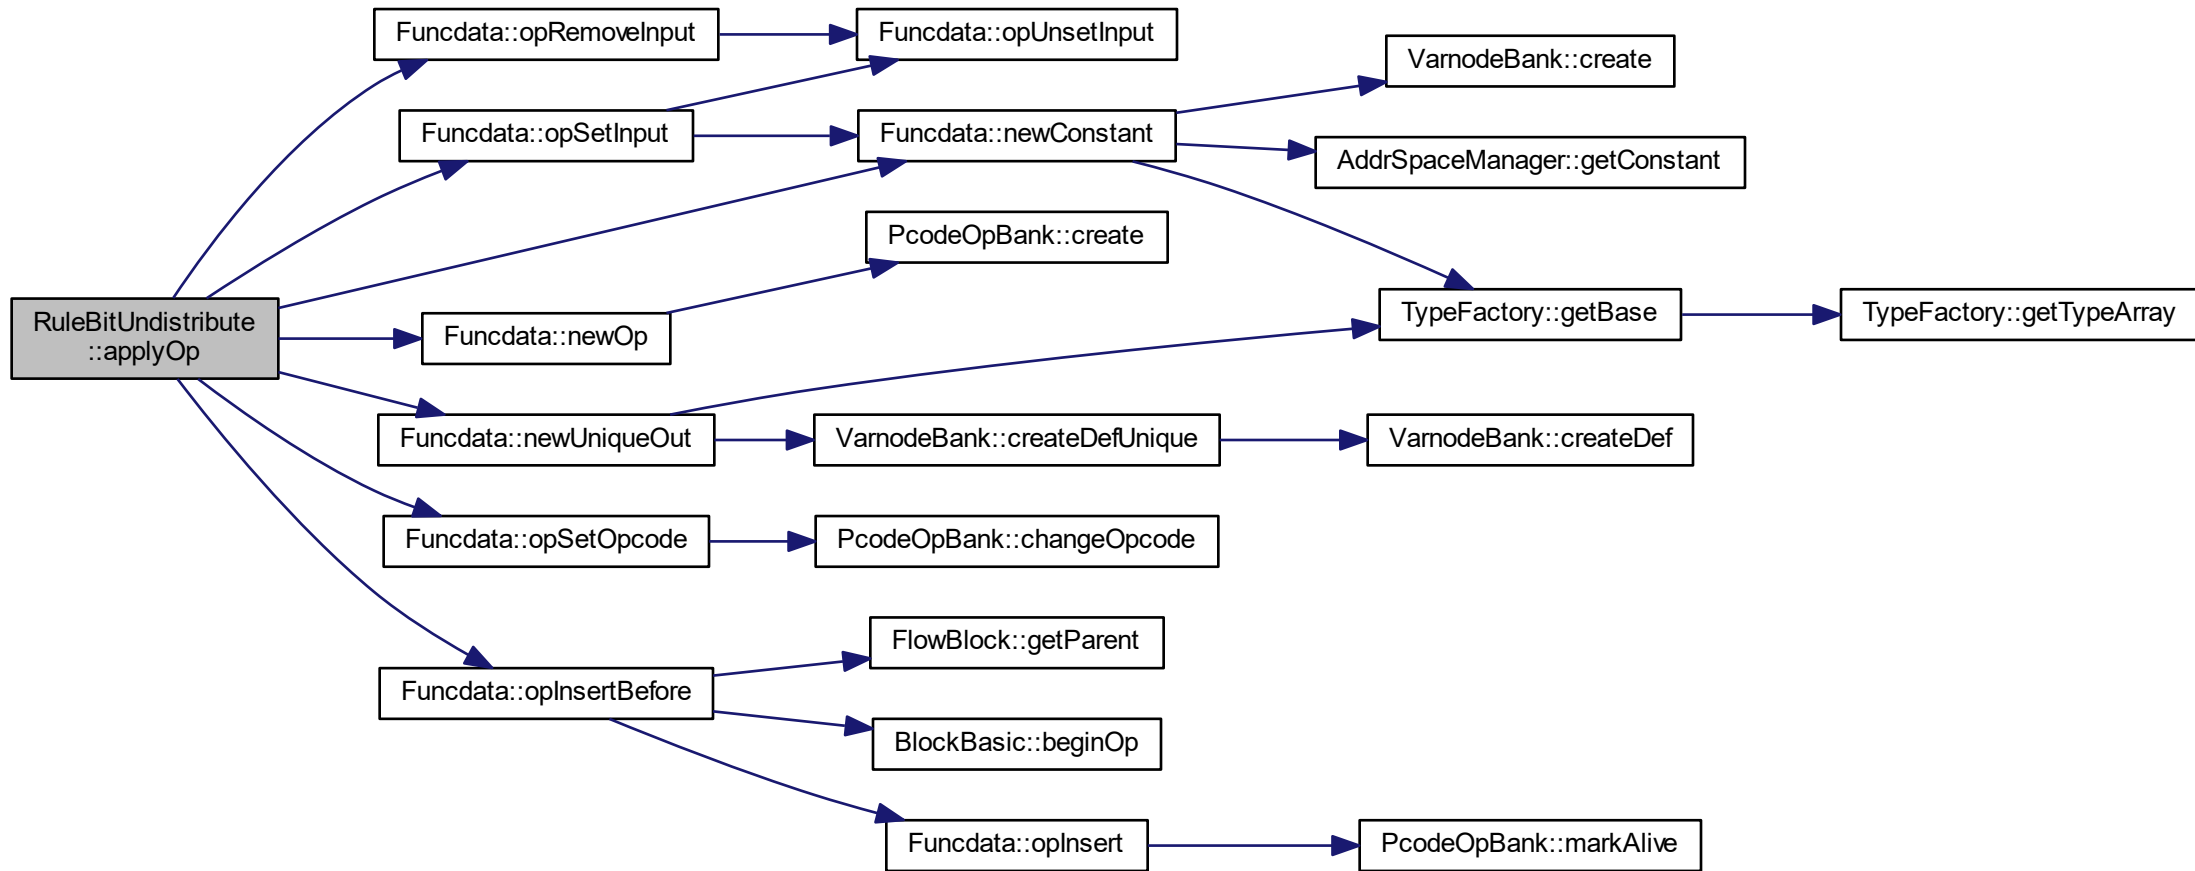 Funcdata::opRemoveInput
Funcdata::opUnsetInput
VarnodeBank::create
Funcdata::opSetInput
Funcdata::newConstant
AddrSpaceManager::getConstant
PcodeOpBank::create
RuleBitUndistribute
::applyOp
Funcdata::newOp
TypeFactory::getBase
TypeFactory::getTypeArray
Funcdata::newUniqueOut
VarnodeBank::createDefUnique
VarnodeBank::createDef
Funcdata::opSetOpcode
PcodeOpBank::changeOpcode
FlowBlock::getParent
Funcdata::opInsertBefore
BlockBasic::beginOp
Funcdata::opInsert
PcodeOpBank::markAlive